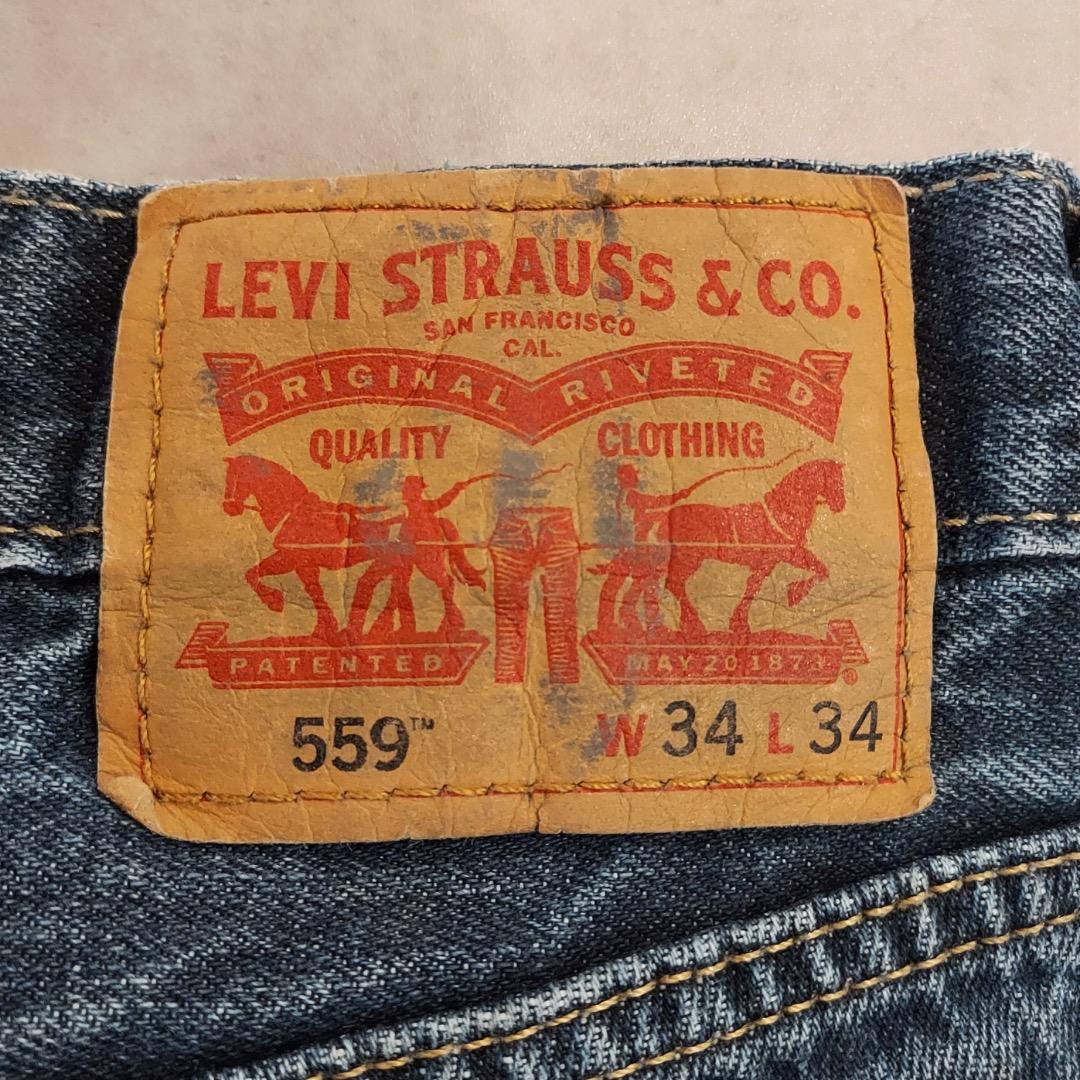 LEVI STRAUSS & CO.
SAN FRANCISCO
CAL.
ORIGINAL RIVETED
QUALITY CLOTHING
PATENTED MAY 20 1873
®
559™ W 34 L 34